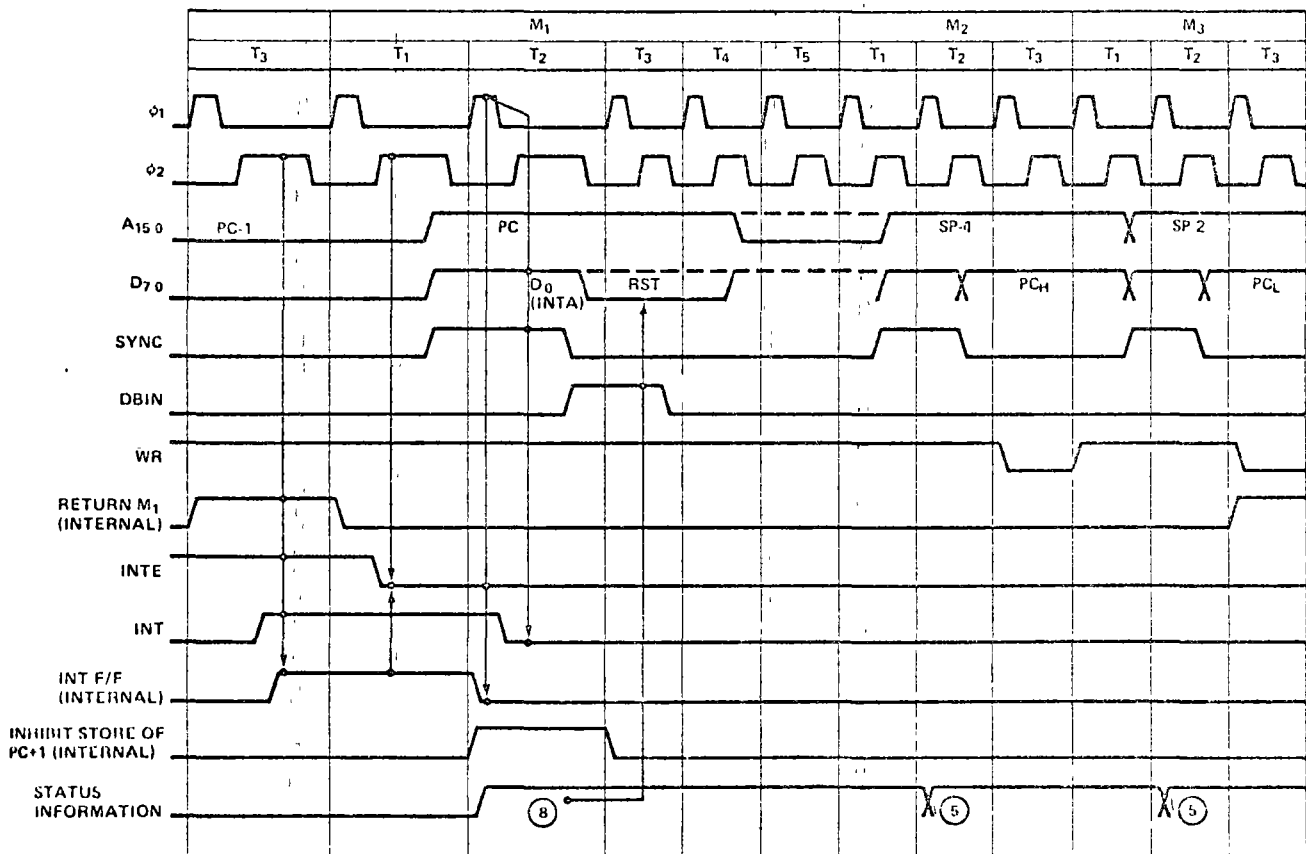 M1 M2 M3
T3 T1 T2 T3 T4 T5 T1 T2 T3 T1 T2 T3
φ1
φ2
A15 0 PC-1 PC SP-1 SP 2
D7 0 D0 (INTA) RST PCH PCL
SYNC
DBIN
WR
RETURN M1
(INTERNAL)
INTE
INT
INT F/F
(INTERNAL)
INHIBIT STORE OF
PC+1 (INTERNAL)
STATUS
INFORMATION 8 5 5